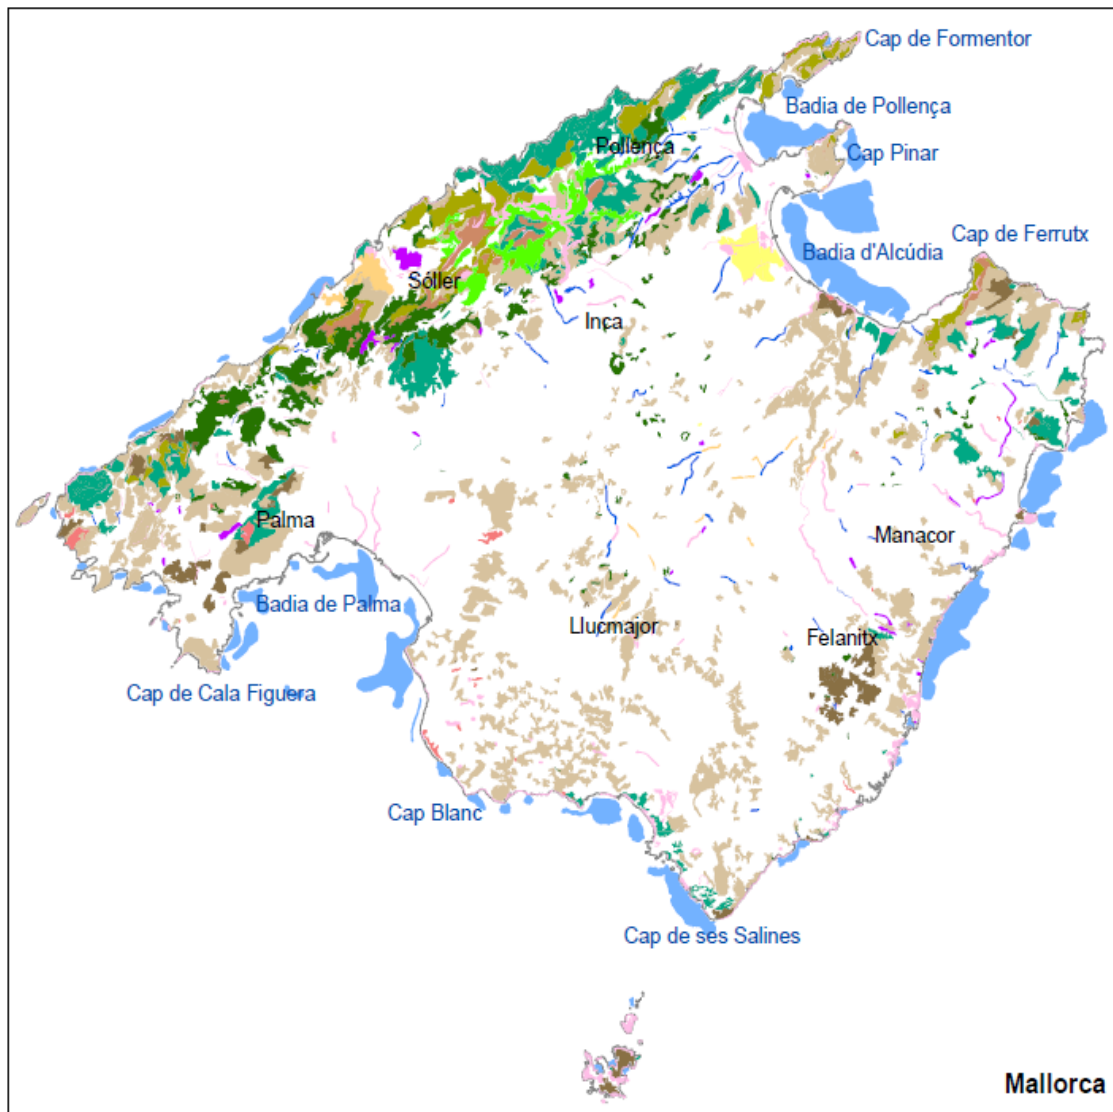 Cap de Formentor
Badia de Pollença
Pollença
Cap Pinar
Cap de Ferrutx
Badia d'Alcúdia
Sóller
Inca
Palma
Manacor
Badia de Palma
Llucmajor
Felanitx
Cap de Cala Figuera
Cap Blanc
Cap de ses Salines
Mallorca